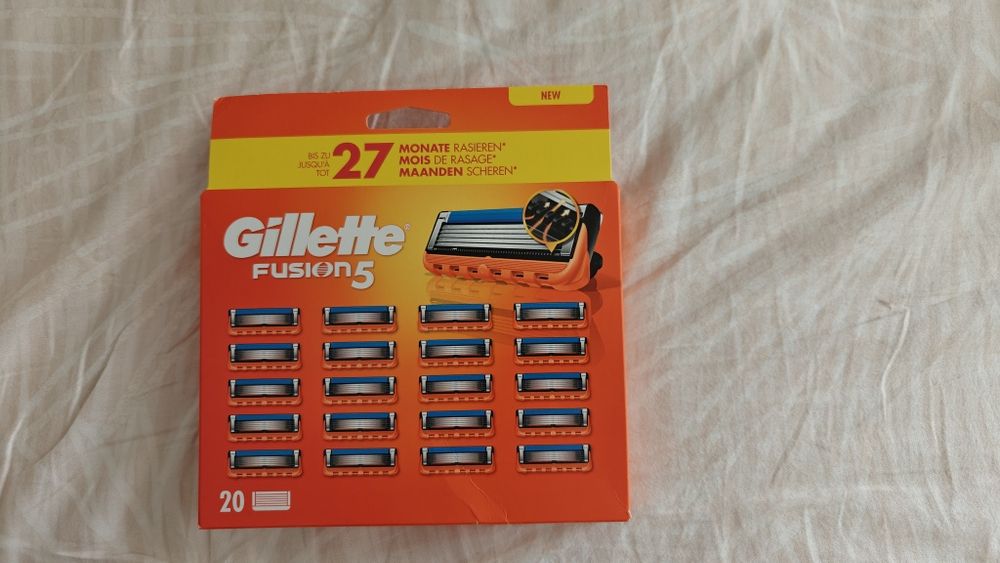 NEW
BIS ZU
JUSQU'À
TOT
27
MONATE RASIEREN*
MOIS DE RASAGE*
MAANDEN SCHEREN*
Gillette®
FUSION5
20